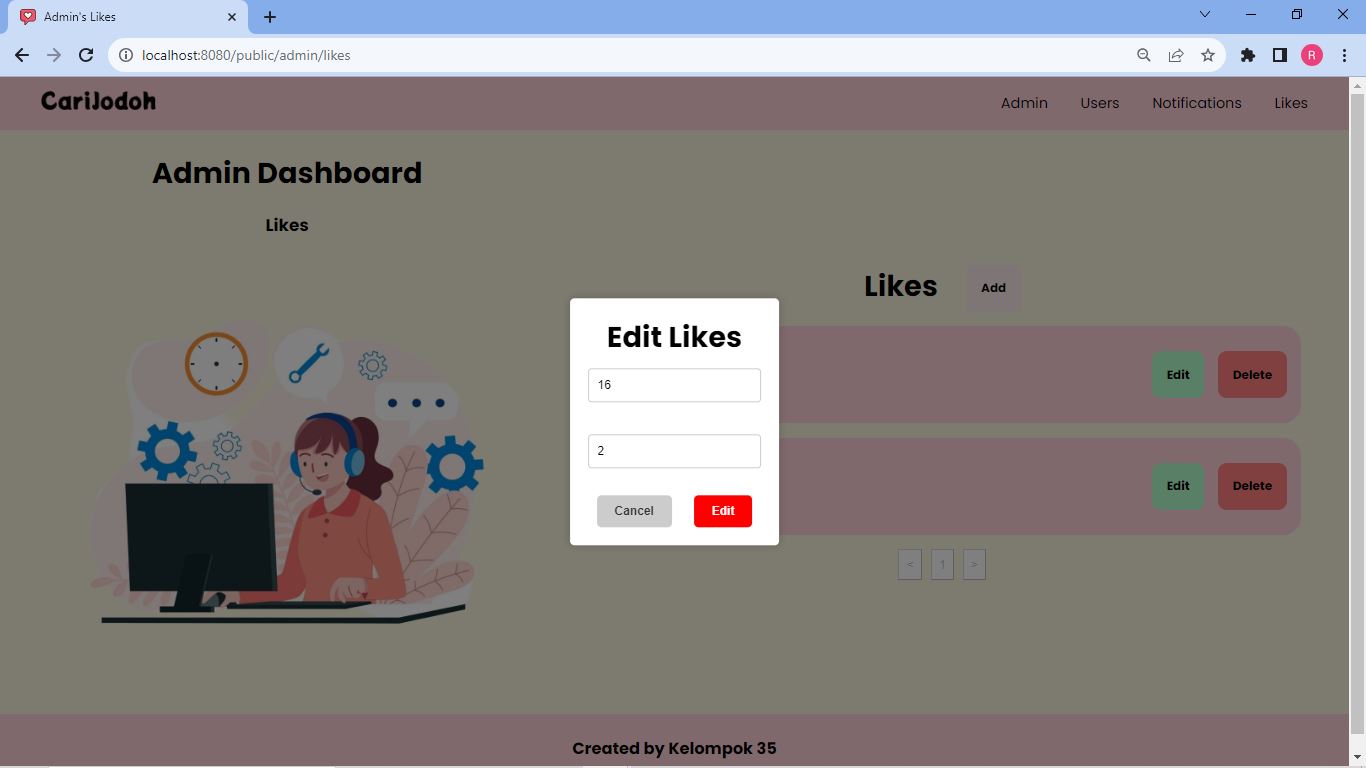 Admin's Likes
localhost:8080/public/admin/likes
R
CariJodoh
Admin Users Notifications Likes
Admin Dashboard
Likes
Likes Add
Edit Likes
16
2
Cancel Edit
Edit Delete
Edit Delete
< 1 >
Created by Kelompok 35